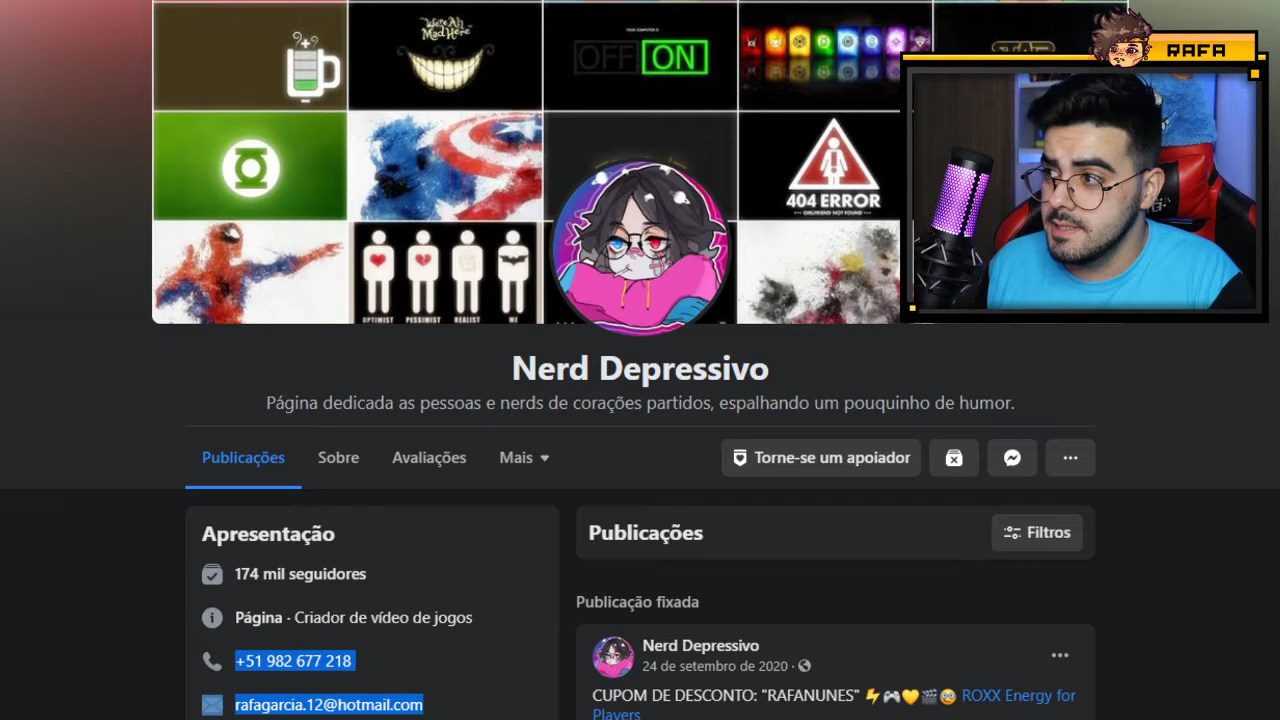 "We're All
Mad Here"
YOUR COMPUTER IS
OFF ON
RAFA
404 ERROR
GIRLFRIEND NOT FOUND
OPTIMIST PESSIMIST REALIST ME
Nerd Depressivo
Página dedicada as pessoas e nerds de corações partidos, espalhando um pouquinho de humor.
Publicações Sobre Avaliações Mais Torne-se um apoiador
Apresentação
174 mil seguidores
Página · Criador de vídeo de jogos
+51 982 677 218
rafagarcia.12@hotmail.com
Publicações Filtros
Publicação fixada
Nerd Depressivo
24 de setembro de 2020 ·
CUPOM DE DESCONTO: "RAFANUNES" ⚡🎮💛🎬 ROXX Energy for
Players